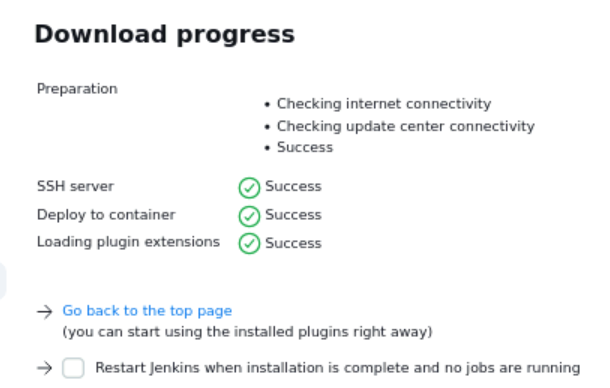 Download progress
Preparation
• Checking internet connectivity
• Checking update center connectivity
• Success
SSH server Success
Deploy to container Success
Loading plugin extensions Success
→ Go back to the top page
(you can start using the installed plugins right away)
→ Restart Jenkins when installation is complete and no jobs are running